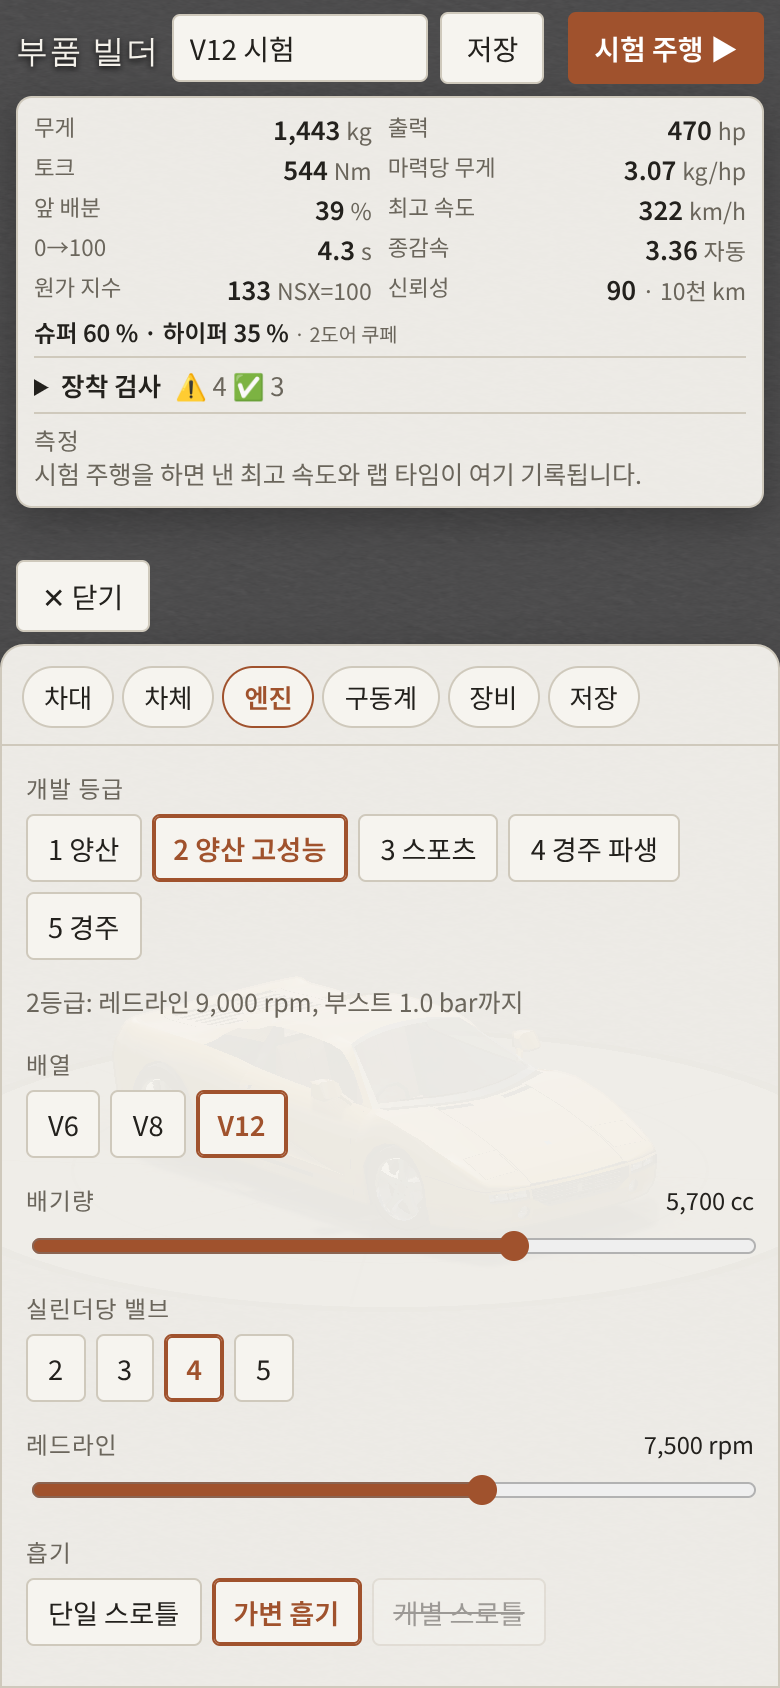 부품 빌더 V12 시험 저장 시험 주행 ▶
무게 1,443 kg 출력 470 hp
토크 544 Nm 마력당 무게 3.07 kg/hp
앞 배분 39 % 최고 속도 322 km/h
0→100 4.3 s 종감속 3.36 자동
원가 지수 133 NSX=100 신뢰성 90 · 10천 km
슈퍼 60 % · 하이퍼 35 % · 2도어 쿠페
▶ 장착 검사 ⚠️ 4 ✅ 3
측정
시험 주행을 하면 낸 최고 속도와 랩 타임이 여기 기록됩니다.
✕ 닫기
차대 차체 엔진 구동계 장비 저장
개발 등급
1 양산 2 양산 고성능 3 스포츠 4 경주 파생
5 경주
2등급: 레드라인 9,000 rpm, 부스트 1.0 bar까지
배열
V6 V8 V12
배기량 5,700 cc
실린더당 밸브
2 3 4 5
레드라인 7,500 rpm
흡기
단일 스로틀 가변 흡기 개별 스로틀